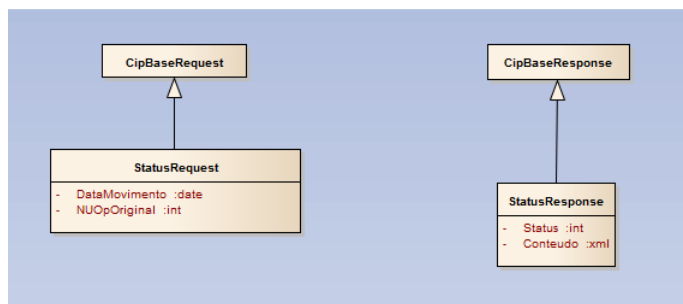 CipBaseRequest
CipBaseResponse
StatusRequest
- DataMovimento :date
- NUOpOriginal :int
StatusResponse
- Status :int
- Conteudo :xml